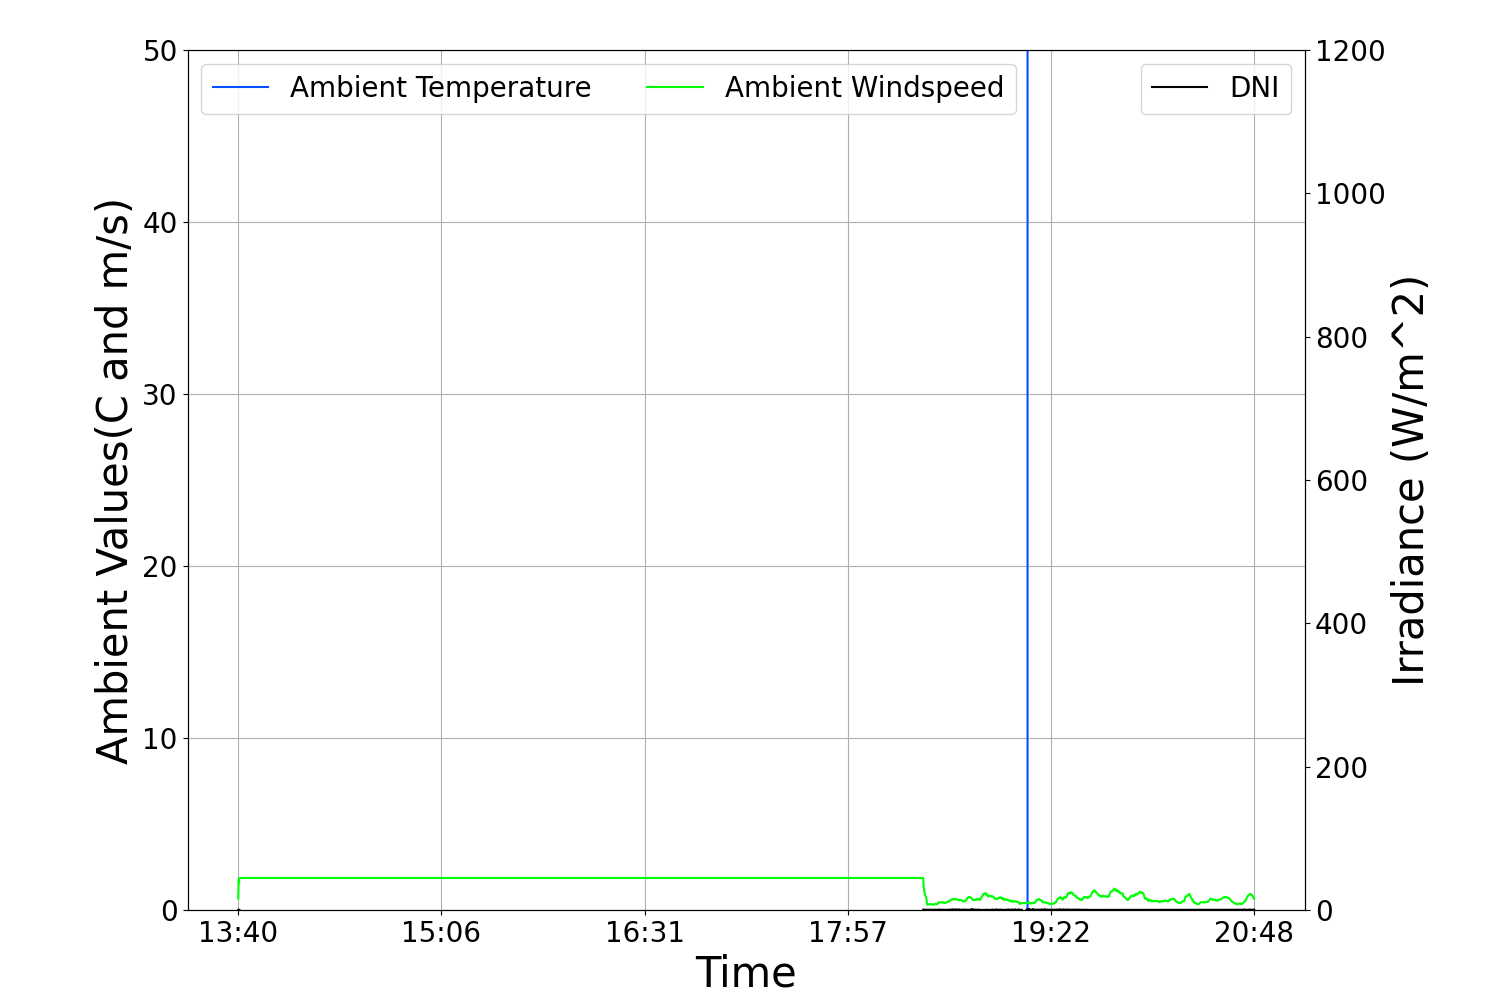 Ambient Temperature
Ambient Windspeed
DNI
50
40
30
20
10
0
1200
1000
800
600
400
200
0
Ambient Values(C and m/s)
Irradiance (W/m^2)
13:40 15:06 16:31 17:57 19:22 20:48
Time